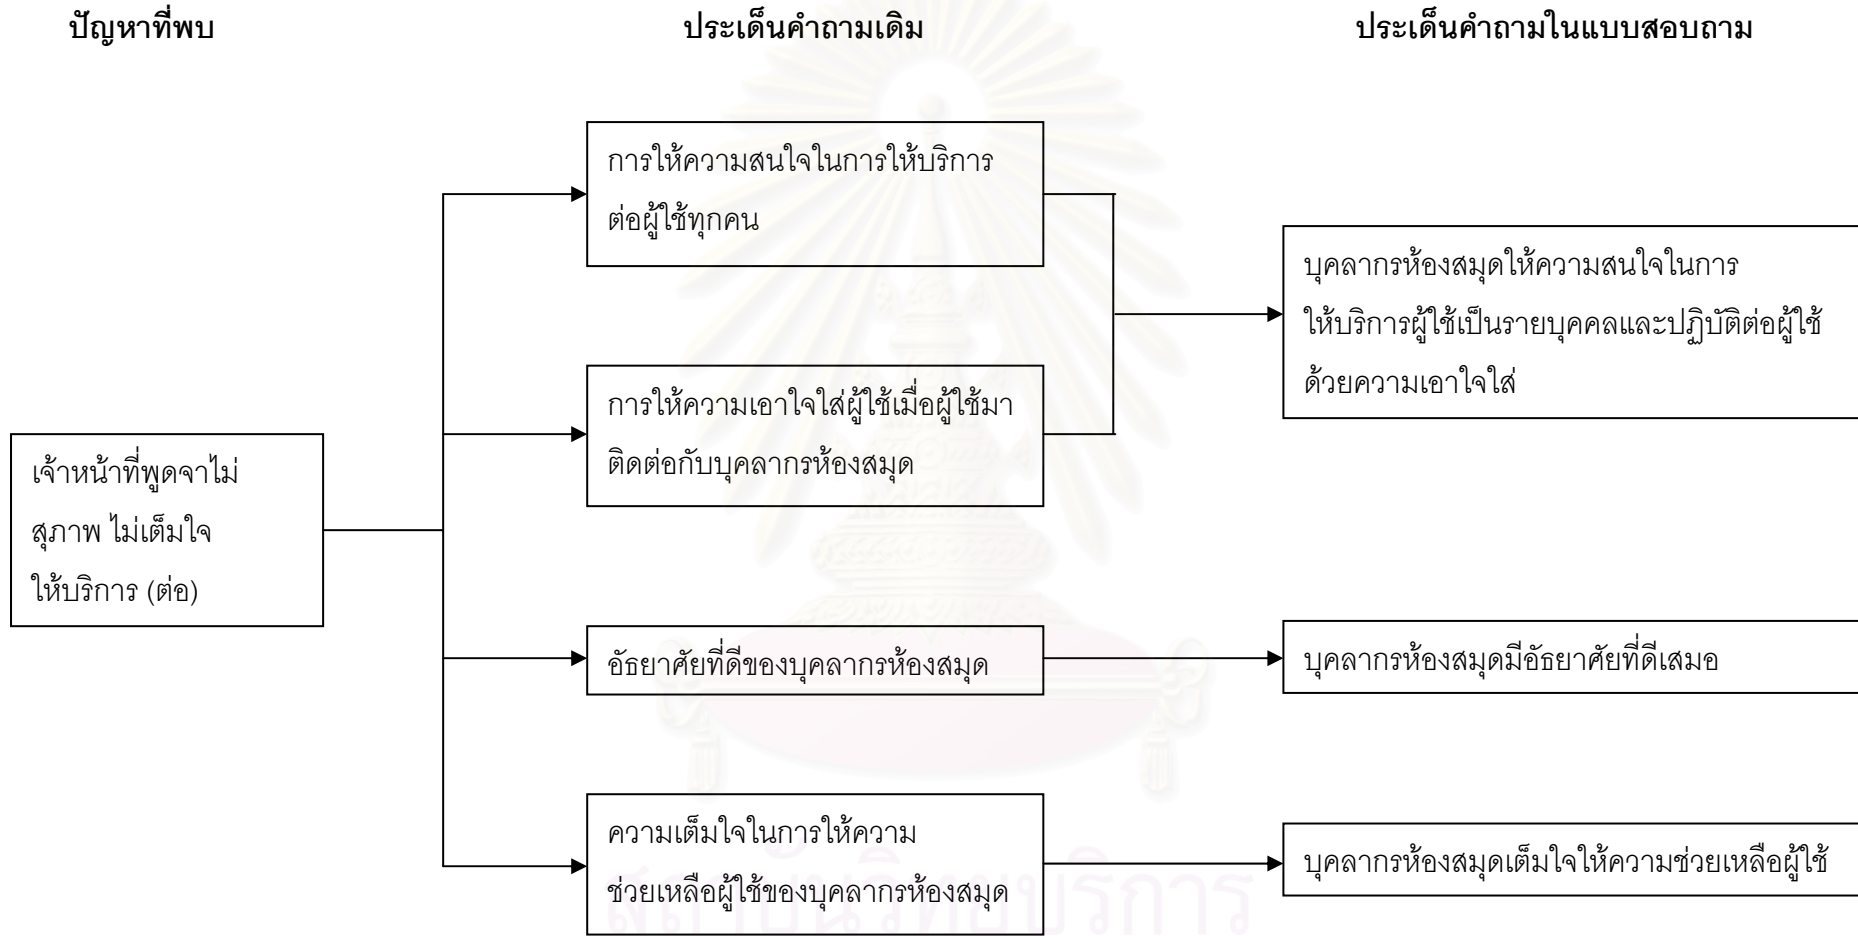 ปัญหาที่พบ
ประเด็นคำถามเดิม
ประเด็นคำถามในแบบสอบถาม
เจ้าหน้าที่พูดจาไม่
สุภาพ ไม่เต็มใจ
ให้บริการ (ต่อ)
การให้ความสนใจในการให้บริการ
ต่อผู้ใช้ทุกคน
การให้ความเอาใจใส่ผู้ใช้เมื่อผู้ใช้มา
ติดต่อกับบุคลากรห้องสมุด
บุคลากรห้องสมุดให้ความสนใจในการ
ให้บริการผู้ใช้เป็นรายบุคคลและปฏิบัติต่อผู้ใช้
ด้วยความเอาใจใส่
อัธยาศัยที่ดีของบุคลากรห้องสมุด
บุคลากรห้องสมุดมีอัธยาศัยที่ดีเสมอ
ความเต็มใจในการให้ความ
ช่วยเหลือผู้ใช้ของบุคลากรห้องสมุด
บุคลากรห้องสมุดเต็มใจให้ความช่วยเหลือผู้ใช้
สถาบันวิทยบริการ